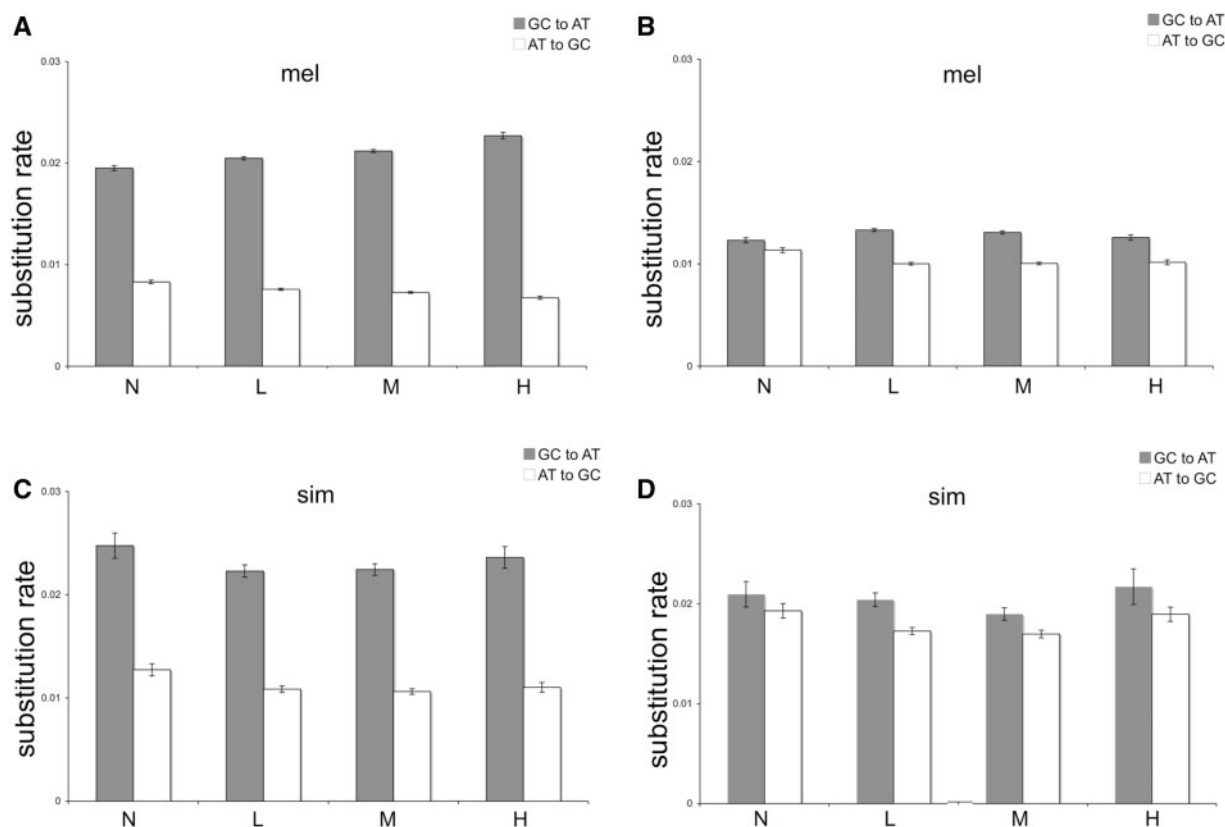 A
GC to AT
AT to GC
mel
substitution rate
0.03
0.02
0.01
0
N L M H
B
GC to AT
AT to GC
mel
substitution rate
0.03
0.02
0.01
0
N L M H
C
GC to AT
AT to GC
sim
substitution rate
0.03
0.02
0.01
0
N L M H
D
GC to AT
AT to GC
sim
substitution rate
0.03
0.02
0.01
0
N L M H